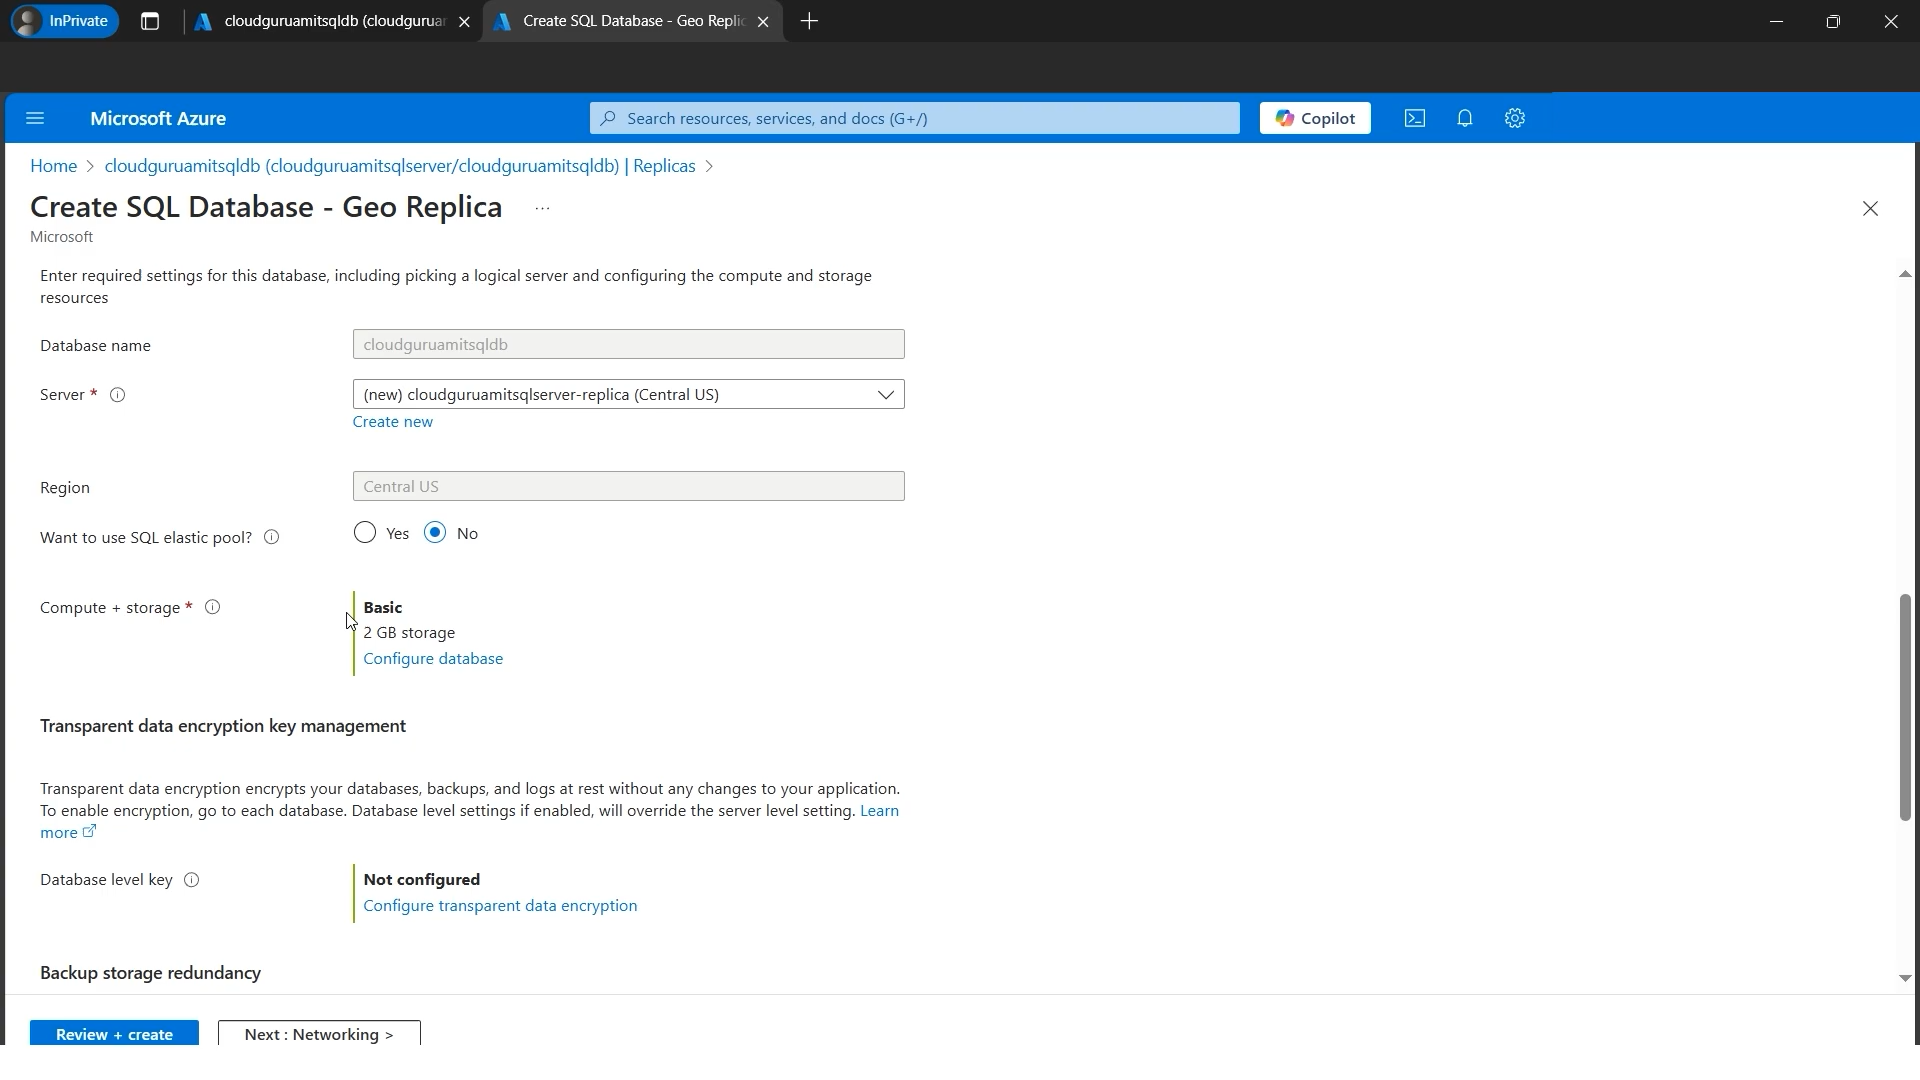 InPrivate
cloudguruamitsqldb (cloudguruar
Create SQL Database - Geo Replic
Microsoft Azure
Search resources, services, and docs (G+/)
Copilot
Home > cloudguruamitsqldb (cloudguruamitsqlserver/cloudguruamitsqldb) | Replicas >
Create SQL Database - Geo Replica ...
Microsoft
Enter required settings for this database, including picking a logical server and configuring the compute and storage
resources
Database name
cloudguruamitsqldb
Server *
(new) cloudguruamitsqlserver-replica (Central US)
Create new
Region
Central US
Want to use SQL elastic pool?
Yes
No
Compute + storage *
Basic
2 GB storage
Configure database
Transparent data encryption key management
Transparent data encryption encrypts your databases, backups, and logs at rest without any changes to your application.
To enable encryption, go to each database. Database level settings if enabled, will override the server level setting. Learn
more
Database level key
Not configured
Configure transparent data encryption
Backup storage redundancy
Review + create
Next : Networking >